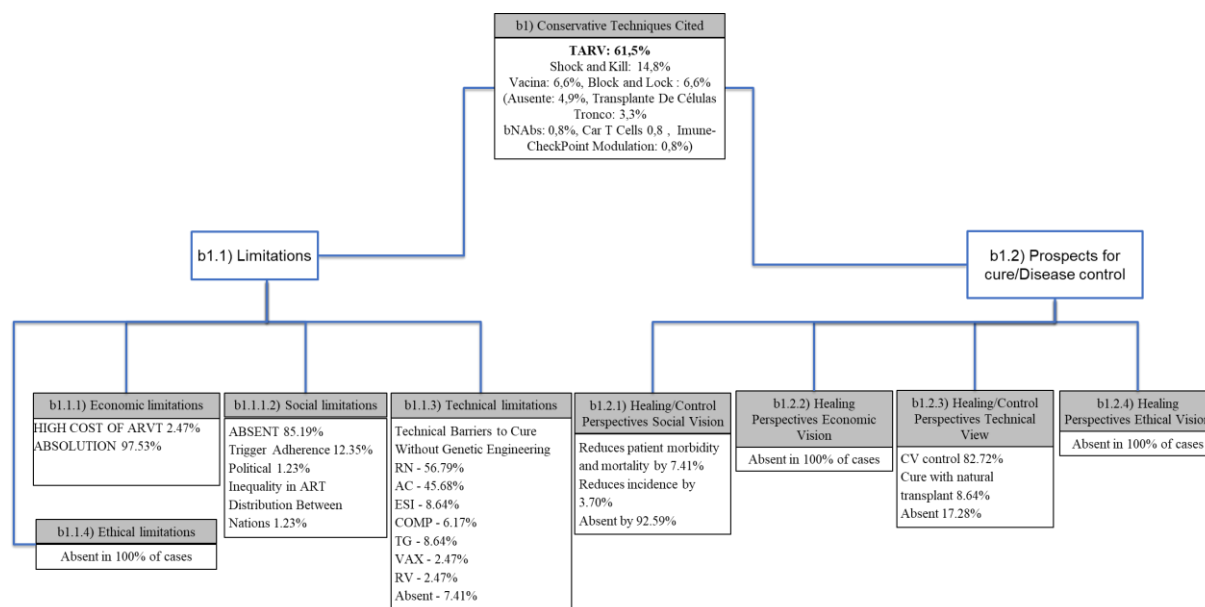 b1) Conservative Techniques Cited
TARV: 61,5%
Shock and Kill: 14,8%
Vacina: 6,6%, Block and Lock : 6,6%
(Ausente: 4,9%, Transplante De Células
Tronco: 3,3%
bNAbs: 0,8%, Car T Cells 0,8 , Imune-
CheckPoint Modulation: 0,8%)
b1.1) Limitations
b1.2) Prospects for
cure/Disease control
b1.1.1) Economic limitations
HIGH COST OF ARVT 2.47%
ABSOLUTION 97.53%
b1.1.4) Ethical limitations
Absent in 100% of cases
b1.1.1.2) Social limitations
ABSENT 85.19%
Trigger Adherence 12.35%
Political 1.23%
Inequality in ART
Distribution Between
Nations 1.23%
b1.1.3) Technical limitations
Technical Barriers to Cure
Without Genetic Engineering
RN - 56.79%
AC - 45.68%
ESI - 8.64%
COMP - 6.17%
TG - 8.64%
VAX - 2.47%
RV - 2.47%
Absent - 7.41%
b1.2.1) Healing/Control
Perspectives Social Vision
Reduces patient morbidity
and mortality by 7.41%
Reduces incidence by
3.70%
Absent by 92.59%
b1.2.2) Healing
Perspectives Economic
Vision
Absent in 100% of cases
b1.2.3) Healing/Control
Perspectives Technical
View
CV control 82.72%
Cure with natural
transplant 8.64%
Absent 17.28%
b1.2.4) Healing
Perspectives Ethical Vision
Absent in 100% of cases